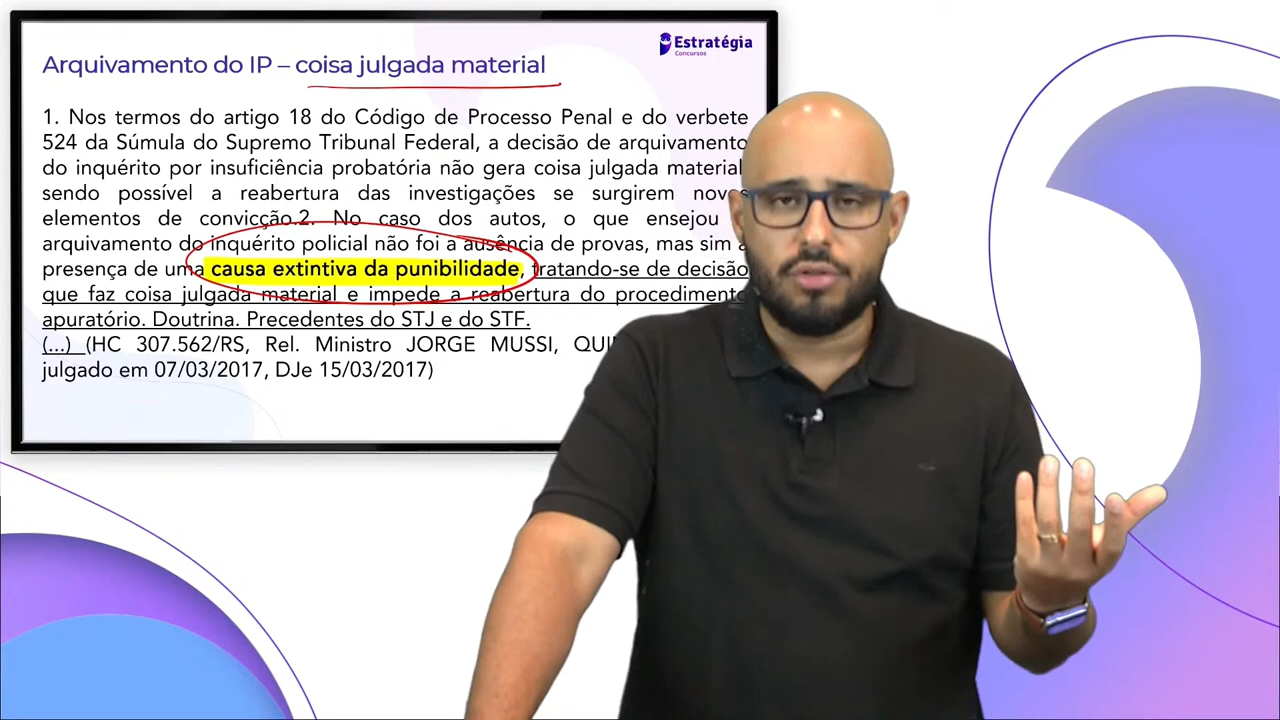 Estratégia
Concursos
Arquivamento do IP – coisa julgada material
1. Nos termos do artigo 18 do Código de Processo Penal e do verbete
524 da Súmula do Supremo Tribunal Federal, a decisão de arquivamento
do inquérito por insuficiência probatória não gera coisa julgada material
sendo possível a reabertura das investigações se surgirem novos
elementos de convicção.2. No caso dos autos, o que ensejou
arquivamento do inquérito policial não foi a ausência de provas, mas sim a
presença de uma causa extintiva da punibilidade, tratando-se de decisão
que faz coisa julgada material e impede a reabertura do procedimento
apuratório. Doutrina. Precedentes do STJ e do STF.
(...) (HC 307.562/RS, Rel. Ministro JORGE MUSSI,
julgado em 07/03/2017, DJe 15/03/2017)